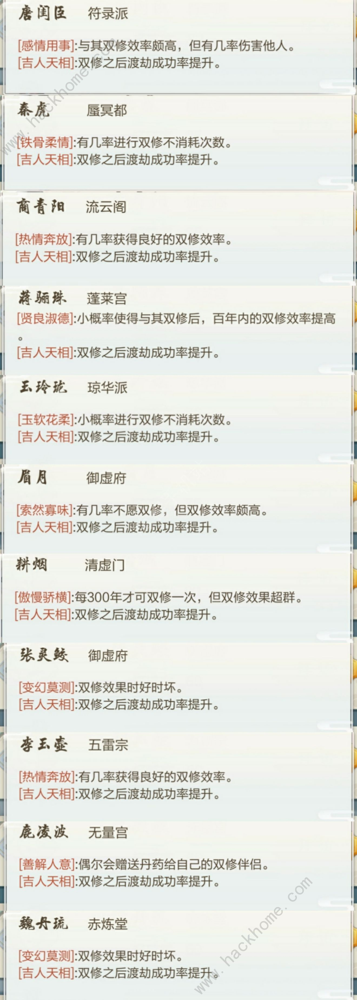 唐闺臣 符录派
[感情用事]:与其双修效率颇高，但有几率伤害他人。
[吉人天相]:双修之后渡劫成功率提升。
秦虎 蜃冥都
[铁骨柔情]:有几率进行双修不消耗次数。
[吉人天相]:双修之后渡劫成功率提升。
商青阳 流云阁
[热情奔放]:有几率获得良好的双修效率。
[吉人天相]:双修之后渡劫成功率提升。
蒋骊珠 蓬莱宫
[贤良淑德]:小概率使得与其双修后，百年内的双修效率提高
。
[吉人天相]:双修之后渡劫成功率提升。
玉玲珑 琼华派
[玉软花柔]:小概率进行双修不消耗次数。
[吉人天相]:双修之后渡劫成功率提升。
眉月 御虚府
[索然寡味]:有几率不愿双修，但双修效率颇高。
[吉人天相]:双修之后渡劫成功率提升。
耕烟 清虚门
[傲慢骄横]:每300年才可双修一次，但双修效果超群。
[吉人天相]:双修之后渡劫成功率提升。
张灵鲛 御虚府
[变幻莫测]:双修效果时好时坏。
[吉人天相]:双修之后渡劫成功率提升。
李玉壶 五雷宗
[热情奔放]:有几率获得良好的双修效率。
[吉人天相]:双修之后渡劫成功率提升。
鹿凌波 无量宫
[善解人意]:偶尔会赠送丹药给自己的双修伴侣。
[吉人天相]:双修之后渡劫成功率提升。
魏丹琉 赤炼堂
[变幻莫测]:双修效果时好时坏。
[吉人天相]:双修之后渡劫成功率提升。
www.hackhome.com
www.hackhome.com